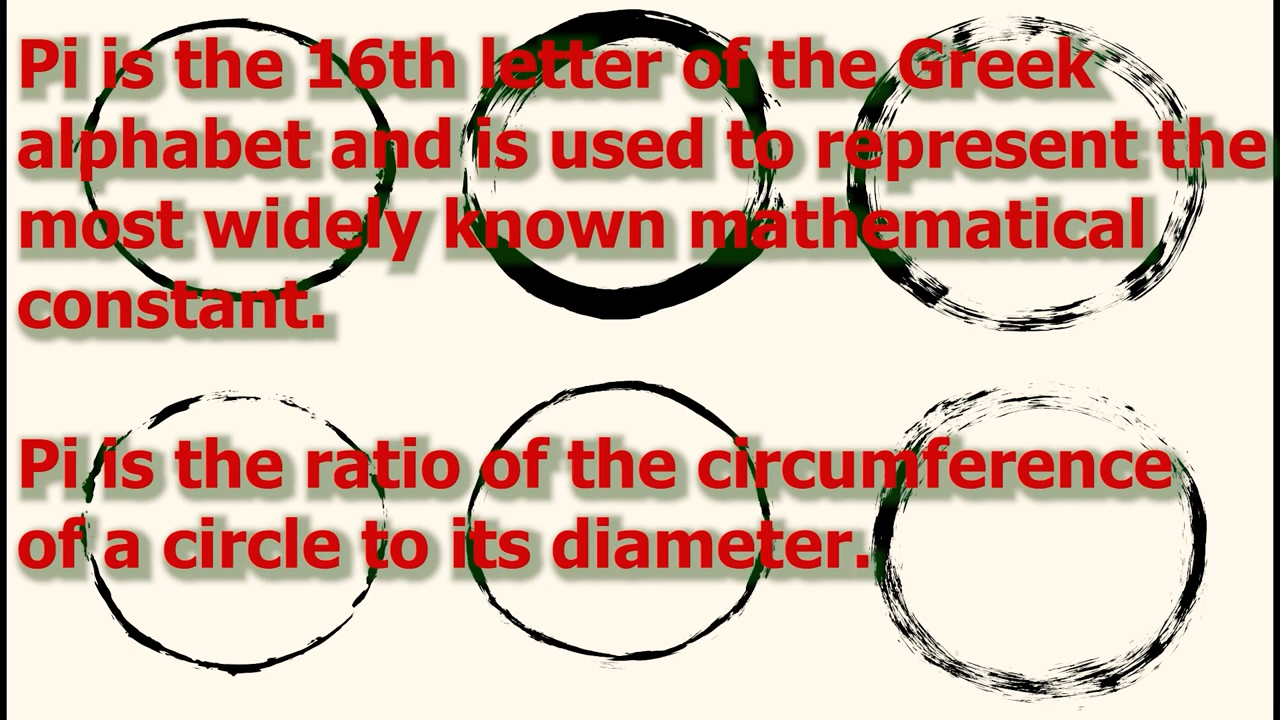 Pi is the 16th letter of the Greek
alphabet and is used to represent the
most widely known mathematical
constant.
Pi is the ratio of the circumference
of a circle to its diameter.